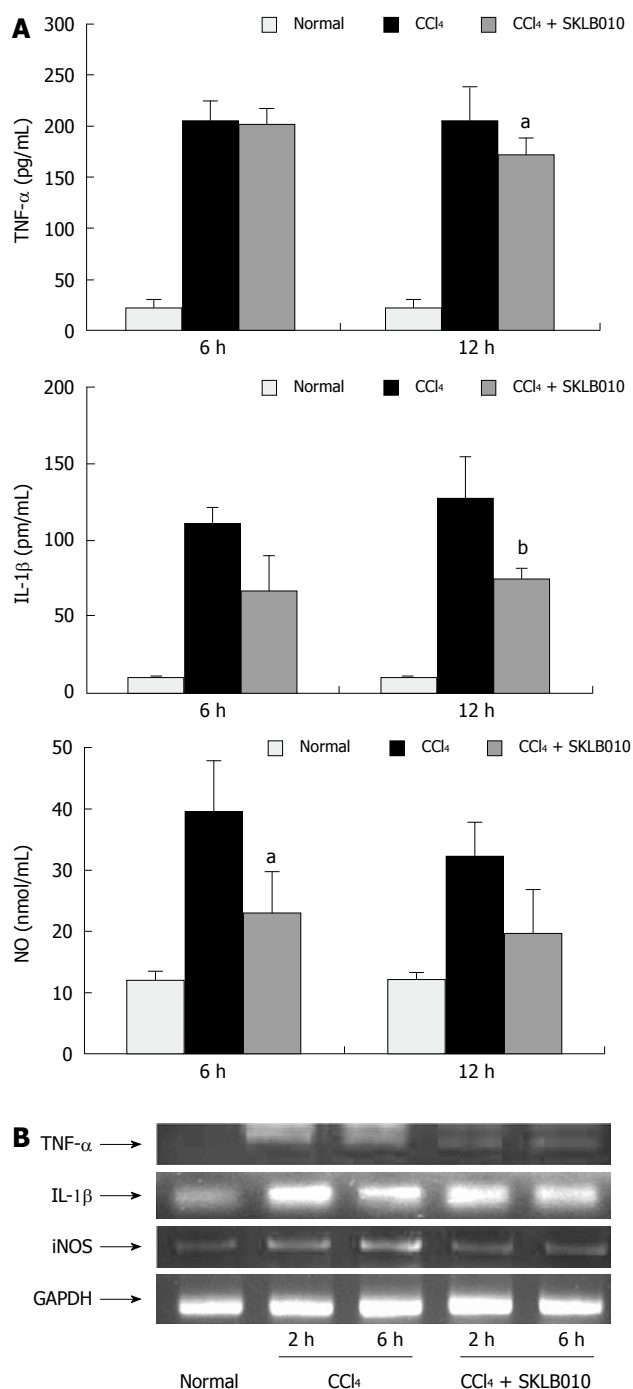 A
300
Normal CCl₄ CCl₄ + SKLB010
250
200
a
150
100
50
0
TNF-α (pg/mL)
6 h 12 h
200
Normal CCl₄ CCl₄ + SKLB010
150
100
b
50
0
IL-1β (pm/mL)
6 h 12 h
50
Normal CCl₄ CCl₄ + SKLB010
40
30
a
20
10
0
NO (nmol/mL)
6 h 12 h
B
TNF-α
IL-1β
iNOS
GAPDH
2 h 6 h 2 h 6 h
Normal CCl₄ CCl₄ + SKLB010